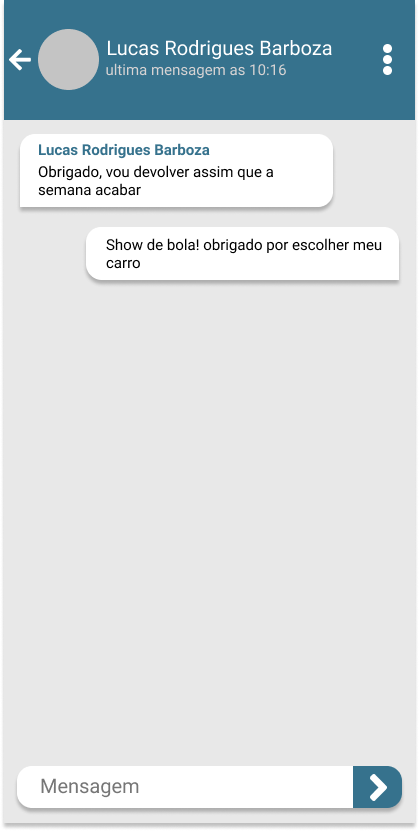 Lucas Rodrigues Barboza
ultima mensagem as 10:16
Lucas Rodrigues Barboza
Obrigado, vou devolver assim que a
semana acabar
Show de bola! obrigado por escolher meu
carro
Mensagem